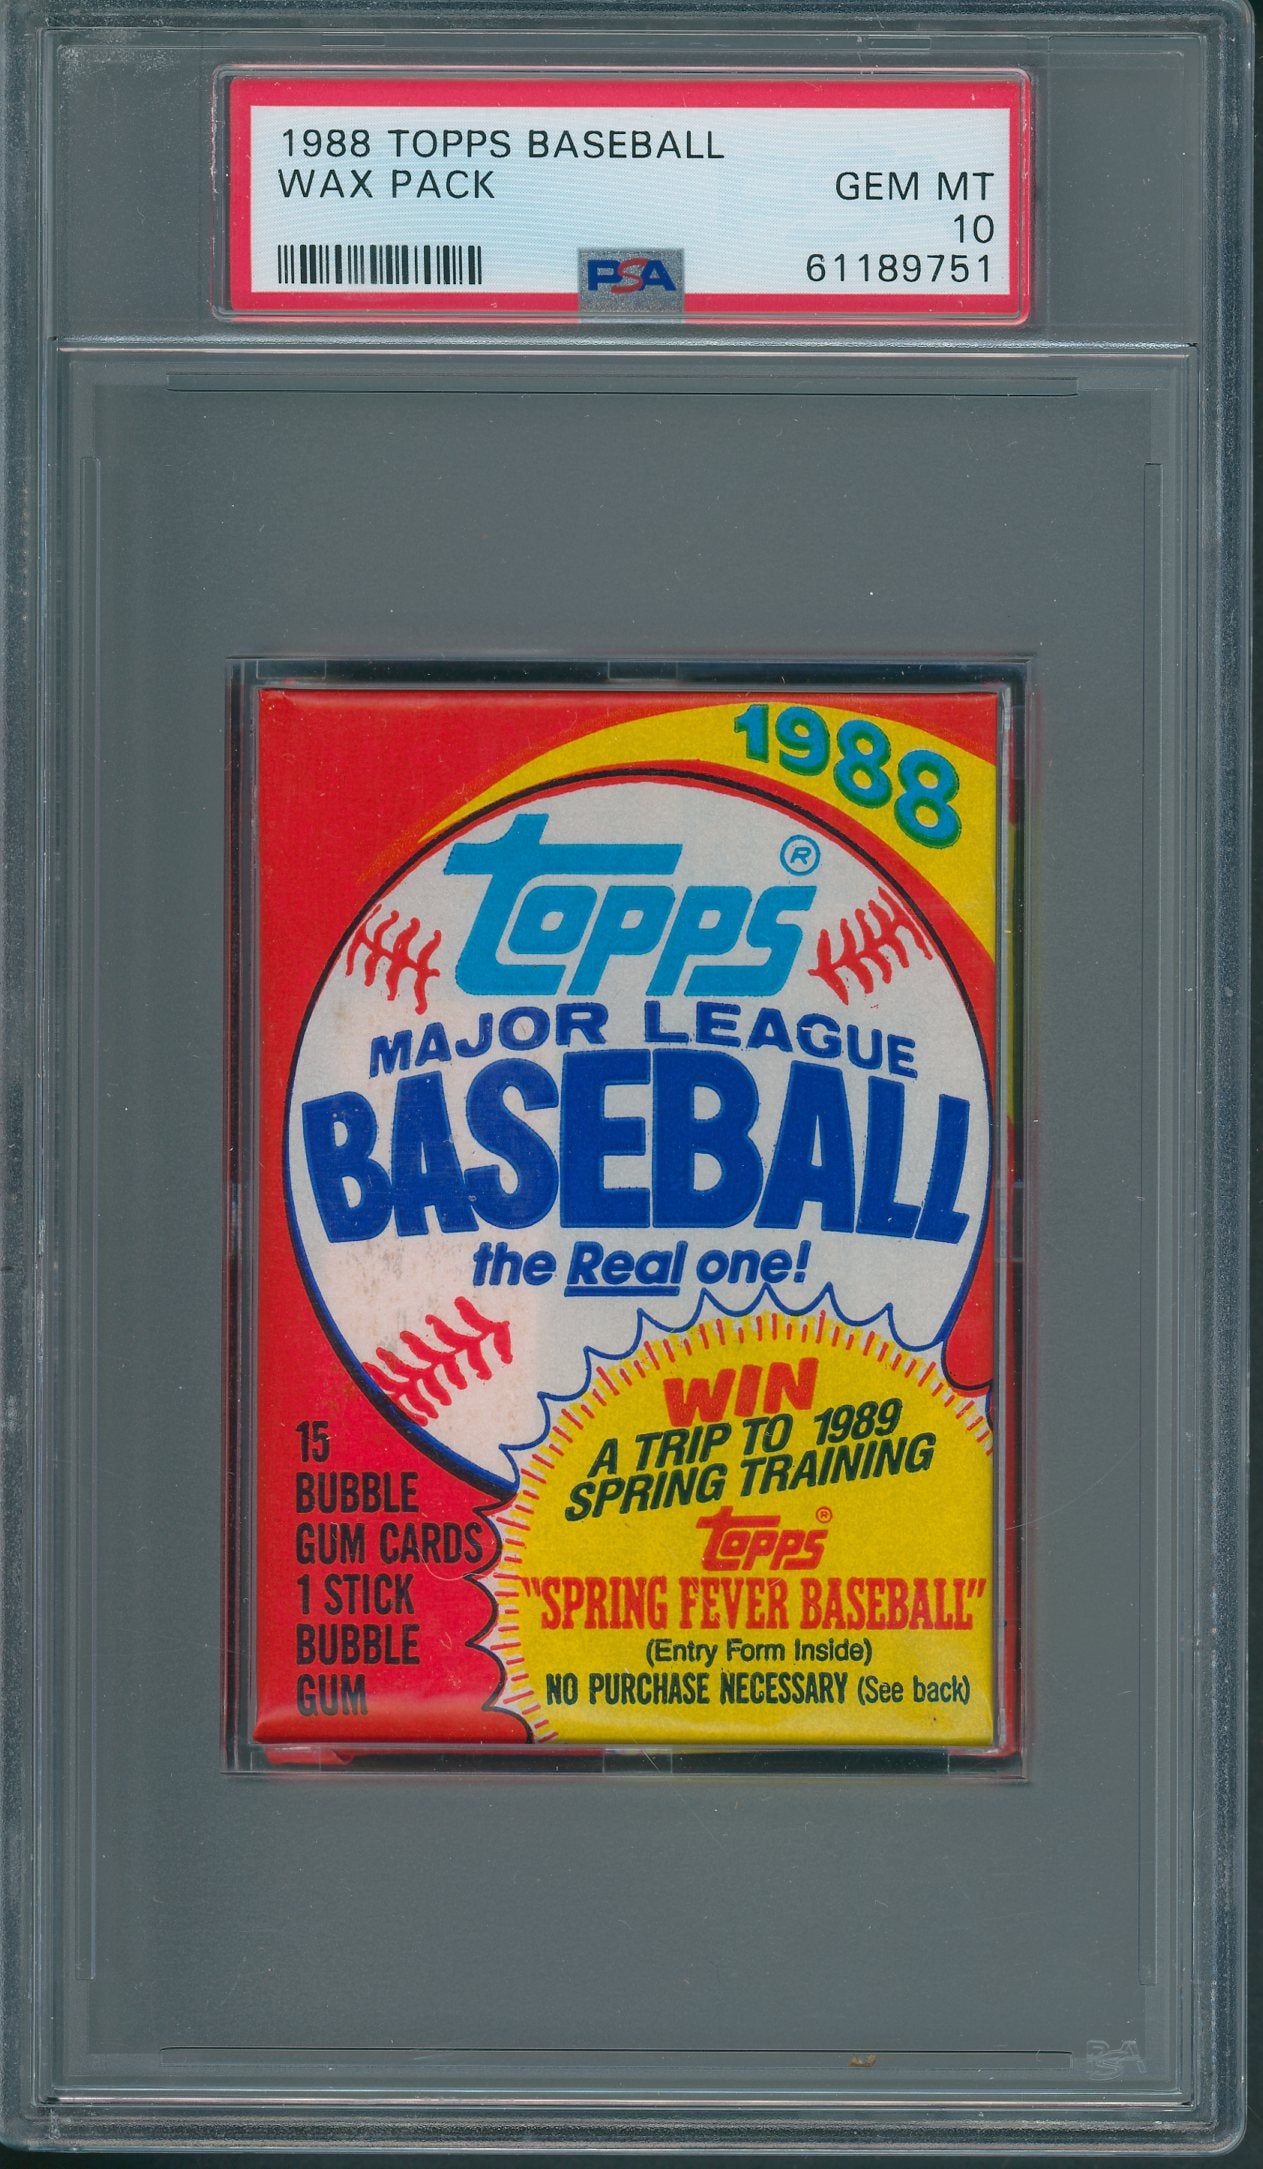 1988 TOPPS BASEBALL
WAX PACK
GEM MT
10
61189751
PSA
1988
topps®
MAJOR LEAGUE
BASEBALL
the Real one!
WIN
A TRIP TO 1989
SPRING TRAINING
topps®
"SPRING FEVER BASEBALL"
(Entry Form Inside)
NO PURCHASE NECESSARY (See back)
15
BUBBLE
GUM CARDS
1 STICK
BUBBLE
GUM
PSA